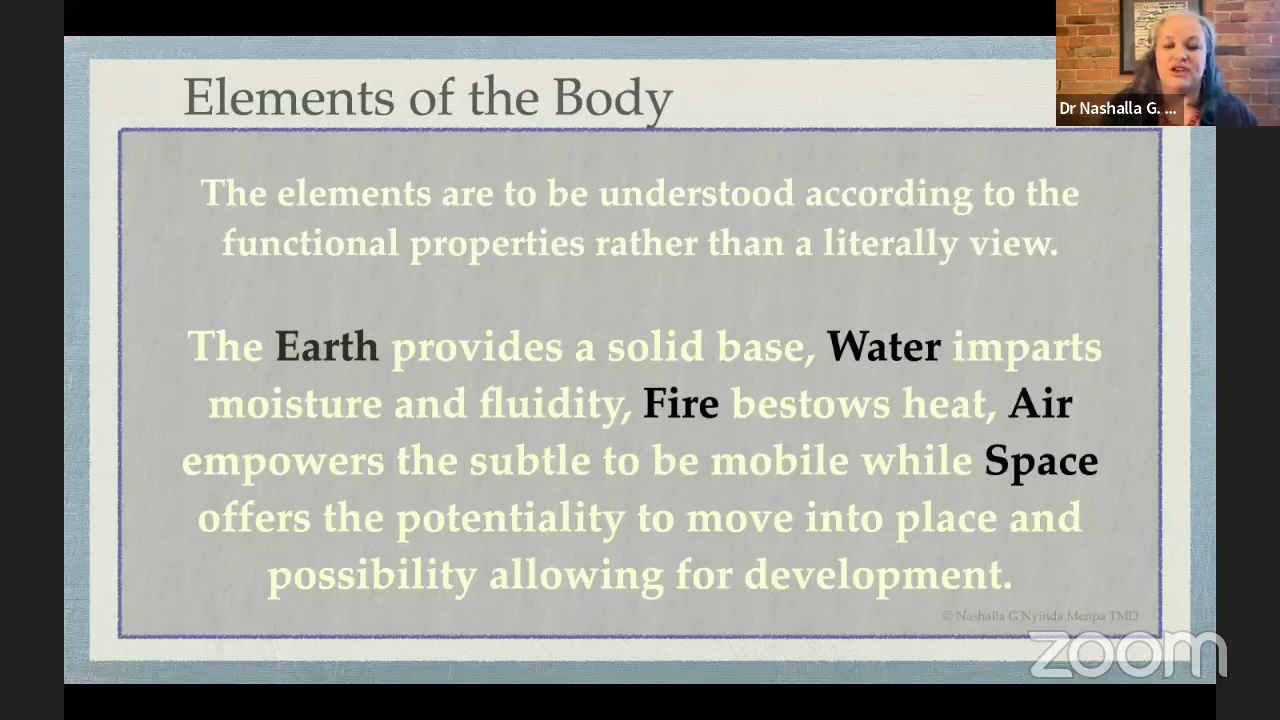 Elements of the Body
Dr Nashalla G. ...
The elements are to be understood according to the
functional properties rather than a literally view.
The Earth provides a solid base, Water imparts
moisture and fluidity, Fire bestows heat, Air
empowers the subtle to be mobile while Space
offers the potentiality to move into place and
possibility allowing for development.
© Nashalla G Nyinda Menpa TMD
zoom